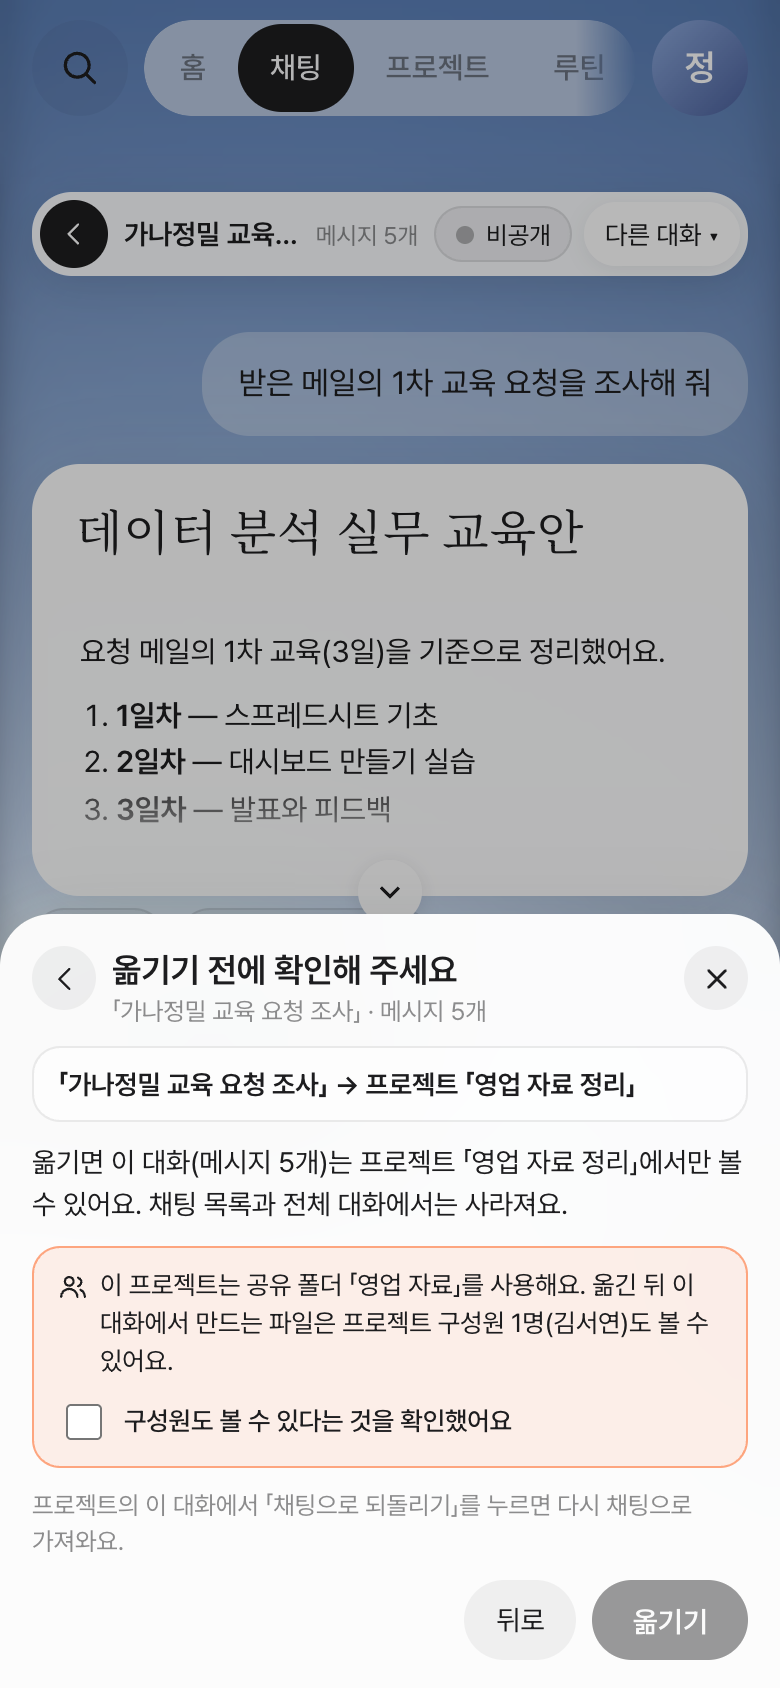 홈 채팅 프로젝트 루틴 정
가나정밀 교육... 메시지 5개 비공개 다른 대화 ▾
받은 메일의 1차 교육 요청을 조사해 줘
데이터 분석 실무 교육안
요청 메일의 1차 교육(3일)을 기준으로 정리했어요.
1. 1일차 — 스프레드시트 기초
2. 2일차 — 대시보드 만들기 실습
3. 3일차 — 발표와 피드백
옮기기 전에 확인해 주세요
「가나정밀 교육 요청 조사」 · 메시지 5개
「가나정밀 교육 요청 조사」 → 프로젝트 「영업 자료 정리」
옮기면 이 대화(메시지 5개)는 프로젝트 「영업 자료 정리」에서만 볼
수 있어요. 채팅 목록과 전체 대화에서는 사라져요.
이 프로젝트는 공유 폴더 「영업 자료」를 사용해요. 옮긴 뒤 이
대화에서 만드는 파일은 프로젝트 구성원 1명(김서연)도 볼 수
있어요.
구성원도 볼 수 있다는 것을 확인했어요
프로젝트의 이 대화에서 「채팅으로 되돌리기」를 누르면 다시 채팅으로
가져와요.
뒤로 옮기기